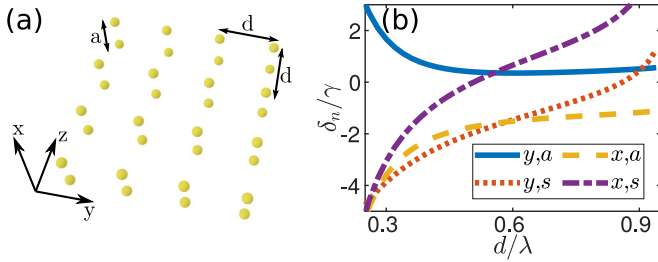 (a)
a
d
d
x
z
y
(b)
δₙ/γ
2
0
-2
-4
y,a
x,a
y,s
x,s
0.3
0.6
0.9
d/λ